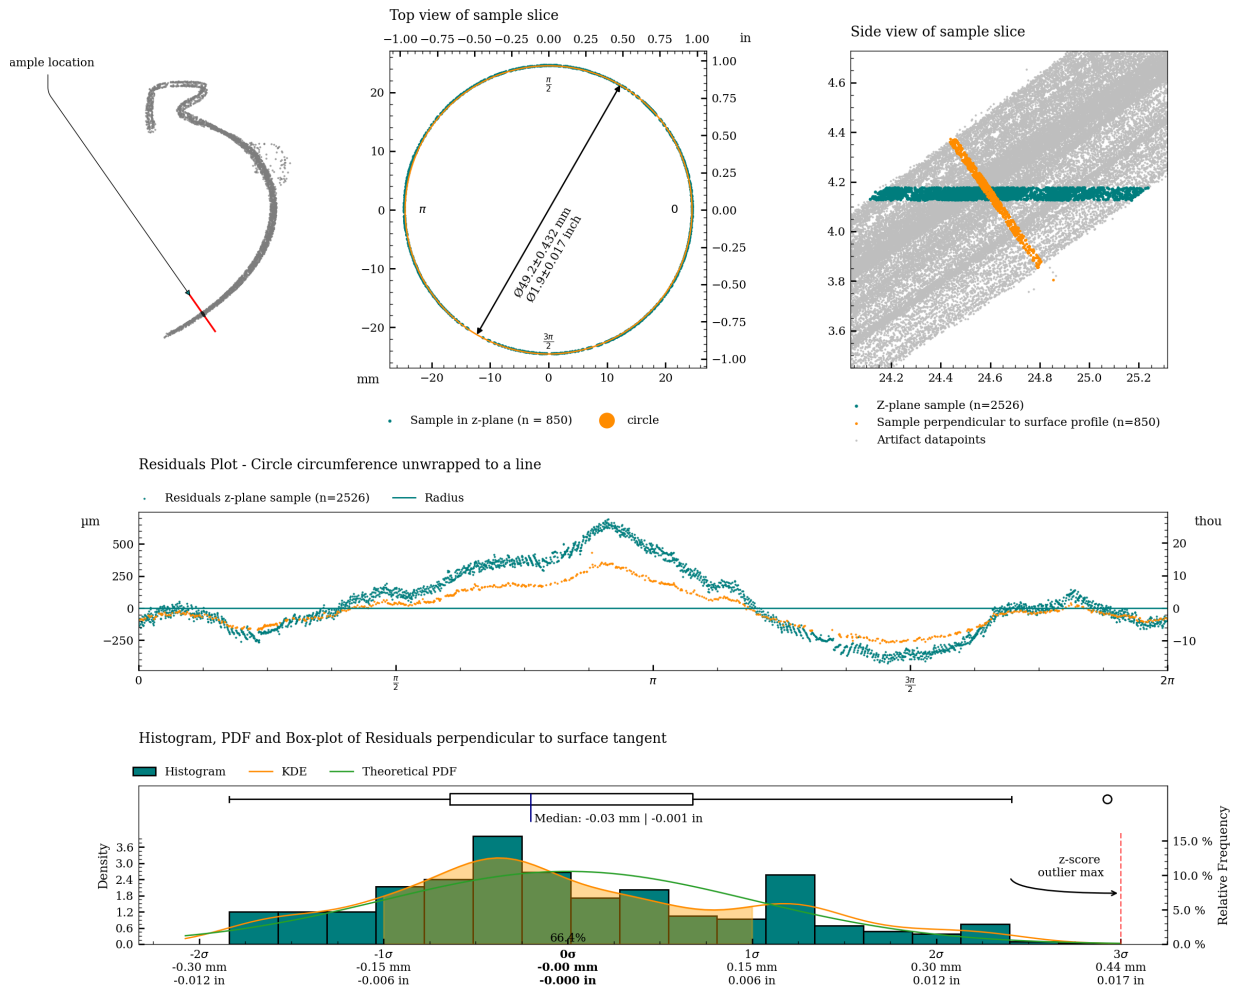 Top view of sample slice
−1.00 −0.75 −0.50 −0.25 0.00 0.25 0.50 0.75 1.00 in
Side view of sample slice
ample location
20
10
0
−10
−20
1.00
0.75
0.50
0.25
0.00
−0.25
−0.50
−0.75
−1.00
π/2
π
0
3π/2
Ø49.2±0.432 mm
Ø1.9±0.017 inch
mm −20 −10 0 10 20
Sample in z-plane (n = 850) circle
4.6
4.4
4.2
4.0
3.8
3.6
24.2 24.4 24.6 24.8 25.0 25.2
Z-plane sample (n=2526)
Sample perpendicular to surface profile (n=850)
Artifact datapoints
Residuals Plot - Circle circumference unwrapped to a line
Residuals z-plane sample (n=2526) Radius
µm thou
500
250
0
−250
20
10
0
−10
0 π/2 π 3π/2 2π
Histogram, PDF and Box-plot of Residuals perpendicular to surface tangent
Histogram KDE Theoretical PDF
Median: -0.03 mm | -0.001 in
Density
3.6
3.0
2.4
1.8
1.2
0.6
0.0
15.0 %
10.0 %
5.0 %
0.0 %
Relative Frequency
z-score
outlier max
66.4%
-2σ -1σ 0σ 1σ 2σ 3σ
-0.30 mm -0.15 mm -0.00 mm 0.15 mm 0.30 mm 0.44 mm
-0.012 in -0.006 in -0.000 in 0.006 in 0.012 in 0.017 in